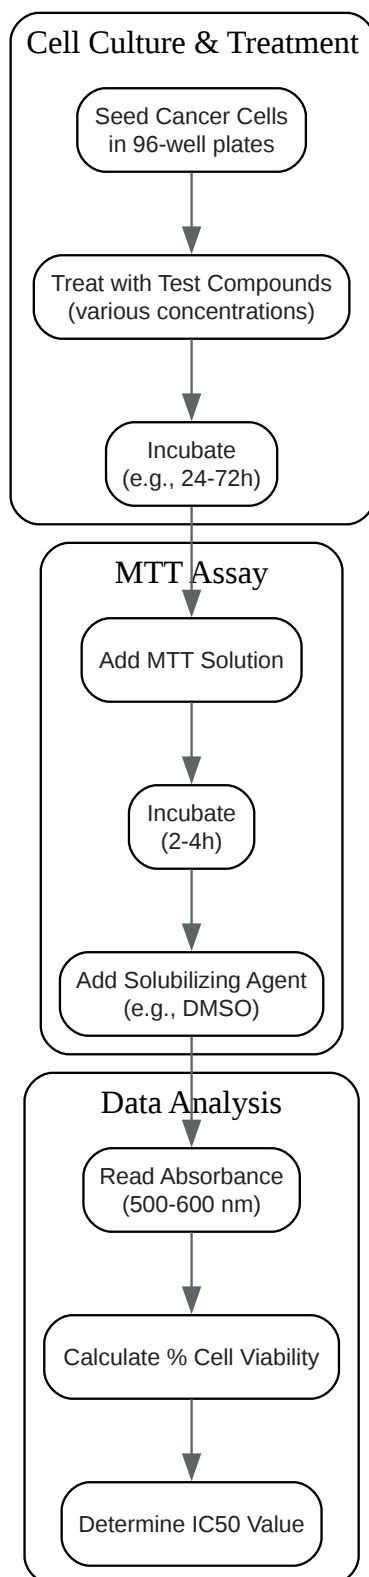 Cell Culture & Treatment
Seed Cancer Cells
in 96-well plates
Treat with Test Compounds
(various concentrations)
Incubate
(e.g., 24-72h)
MTT Assay
Add MTT Solution
Incubate
(2-4h)
Add Solubilizing Agent
(e.g., DMSO)
Data Analysis
Read Absorbance
(500-600 nm)
Calculate % Cell Viability
Determine IC50 Value